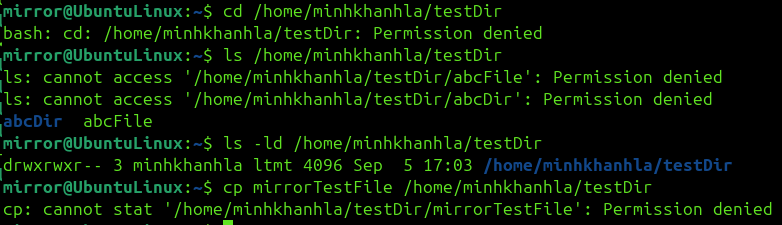 mirror@UbuntuLinux:~$ cd /home/minhkhanhla/testDir
bash: cd: /home/minhkhanhla/testDir: Permission denied
mirror@UbuntuLinux:~$ ls /home/minhkhanhla/testDir
ls: cannot access '/home/minhkhanhla/testDir/abcFile': Permission denied
ls: cannot access '/home/minhkhanhla/testDir/abcDir': Permission denied
abcDir  abcFile
mirror@UbuntuLinux:~$ ls -ld /home/minhkhanhla/testDir
drwxrwxr-- 3 minhkhanhla ltmt 4096 Sep  5 17:03 /home/minhkhanhla/testDir
mirror@UbuntuLinux:~$ cp mirrorTestFile /home/minhkhanhla/testDir
cp: cannot stat '/home/minhkhanhla/testDir/mirrorTestFile': Permission denied